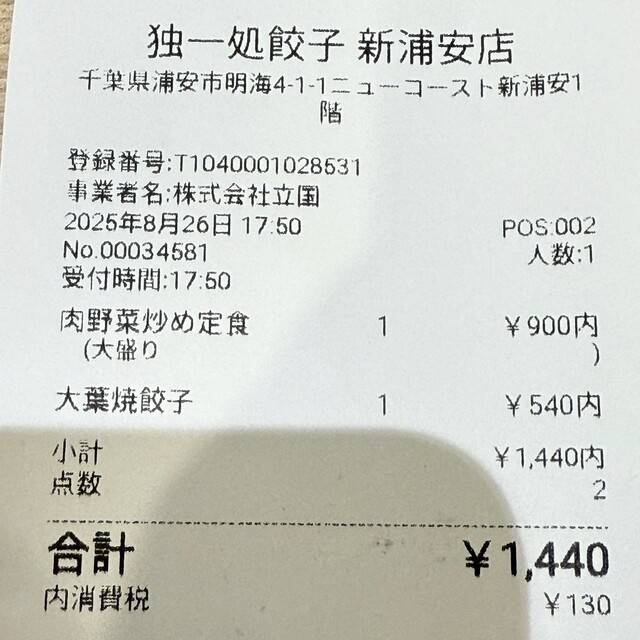 独一処餃子 新浦安店
千葉県浦安市明海4-1-1ニューコースト新浦安1
階
登録番号:T1040001028531
事業者名:株式会社立国
2025年8月26日 17:50 POS:002
No.00034581 人数:1
受付時間:17:50
肉野菜炒め定食 1 ¥900内
(大盛り )
大葉焼餃子 1 ¥540内
小計 ¥1,440内
点数 2
合計 ¥1,440
内消費税 ¥130